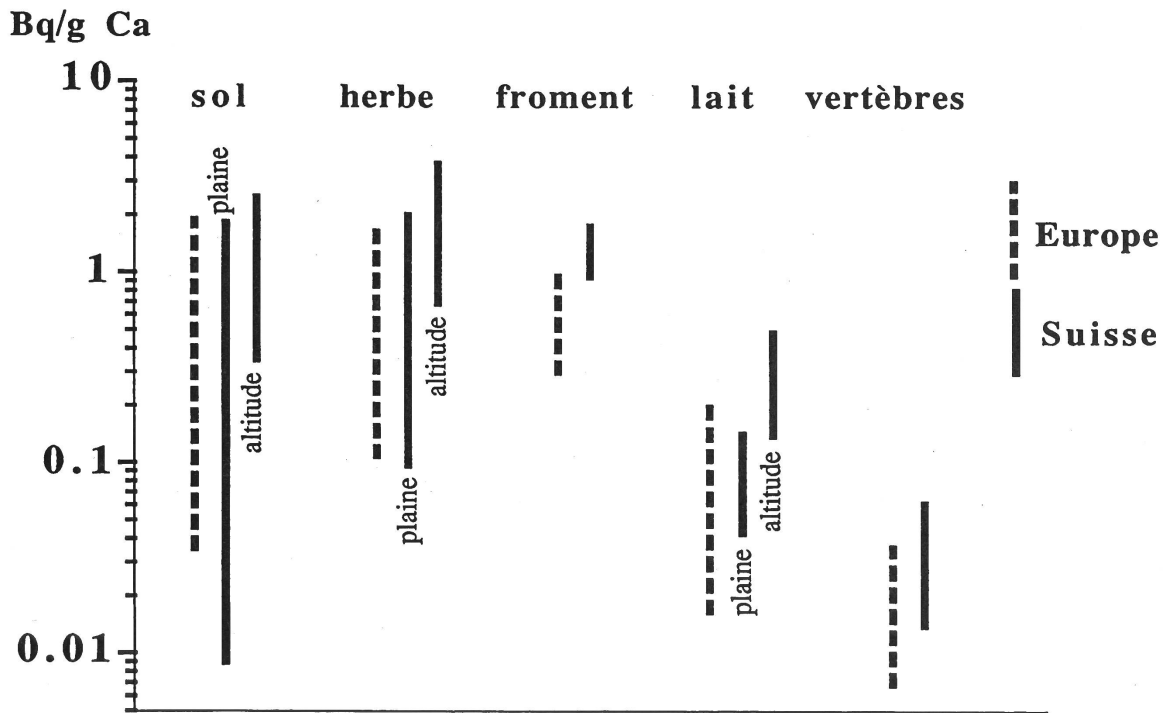 Bq/g Ca
10
1
0.1
0.01
sol
herbe
froment
lait
vertèbres
plaine
altitude
plaine
altitude
plaine
altitude
Europe
Suisse